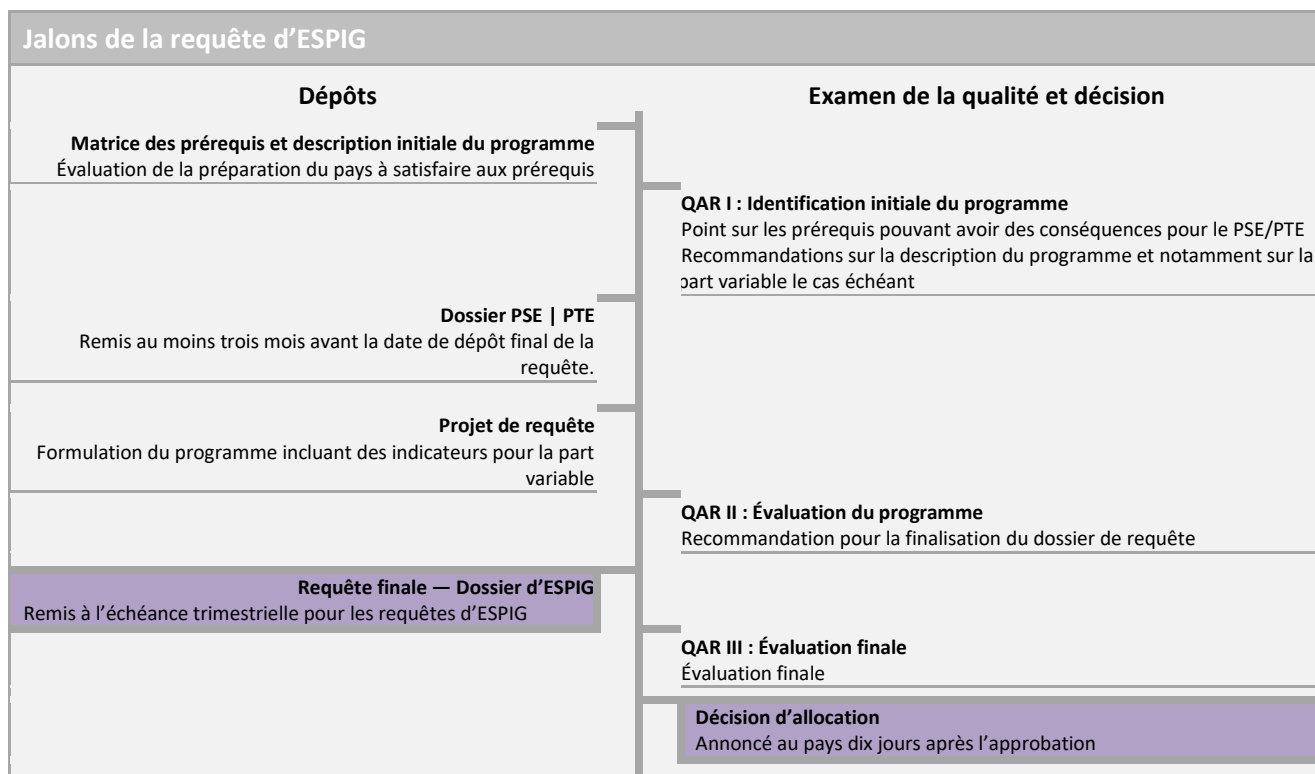 Jalons de la requête d’ESPIG
Dépôts
Examen de la qualité et décision
Matrice des prérequis et description initiale du programme
Évaluation de la préparation du pays à satisfaire aux prérequis
QAR I : Identification initiale du programme
Point sur les prérequis pouvant avoir des conséquences pour le PSE/PTE
Recommandations sur la description du programme et notamment sur la
part variable le cas échéant
Dossier PSE | PTE
Remis au moins trois mois avant la date de dépôt final de la
requête.
Projet de requête
Formulation du programme incluant des indicateurs pour la part
variable
QAR II : Évaluation du programme
Recommandation pour la finalisation du dossier de requête
Requête finale — Dossier d’ESPIG
Remis à l’échéance trimestrielle pour les requêtes d’ESPIG
QAR III : Évaluation finale
Évaluation finale
Décision d’allocation
Annoncé au pays dix jours après l’approbation